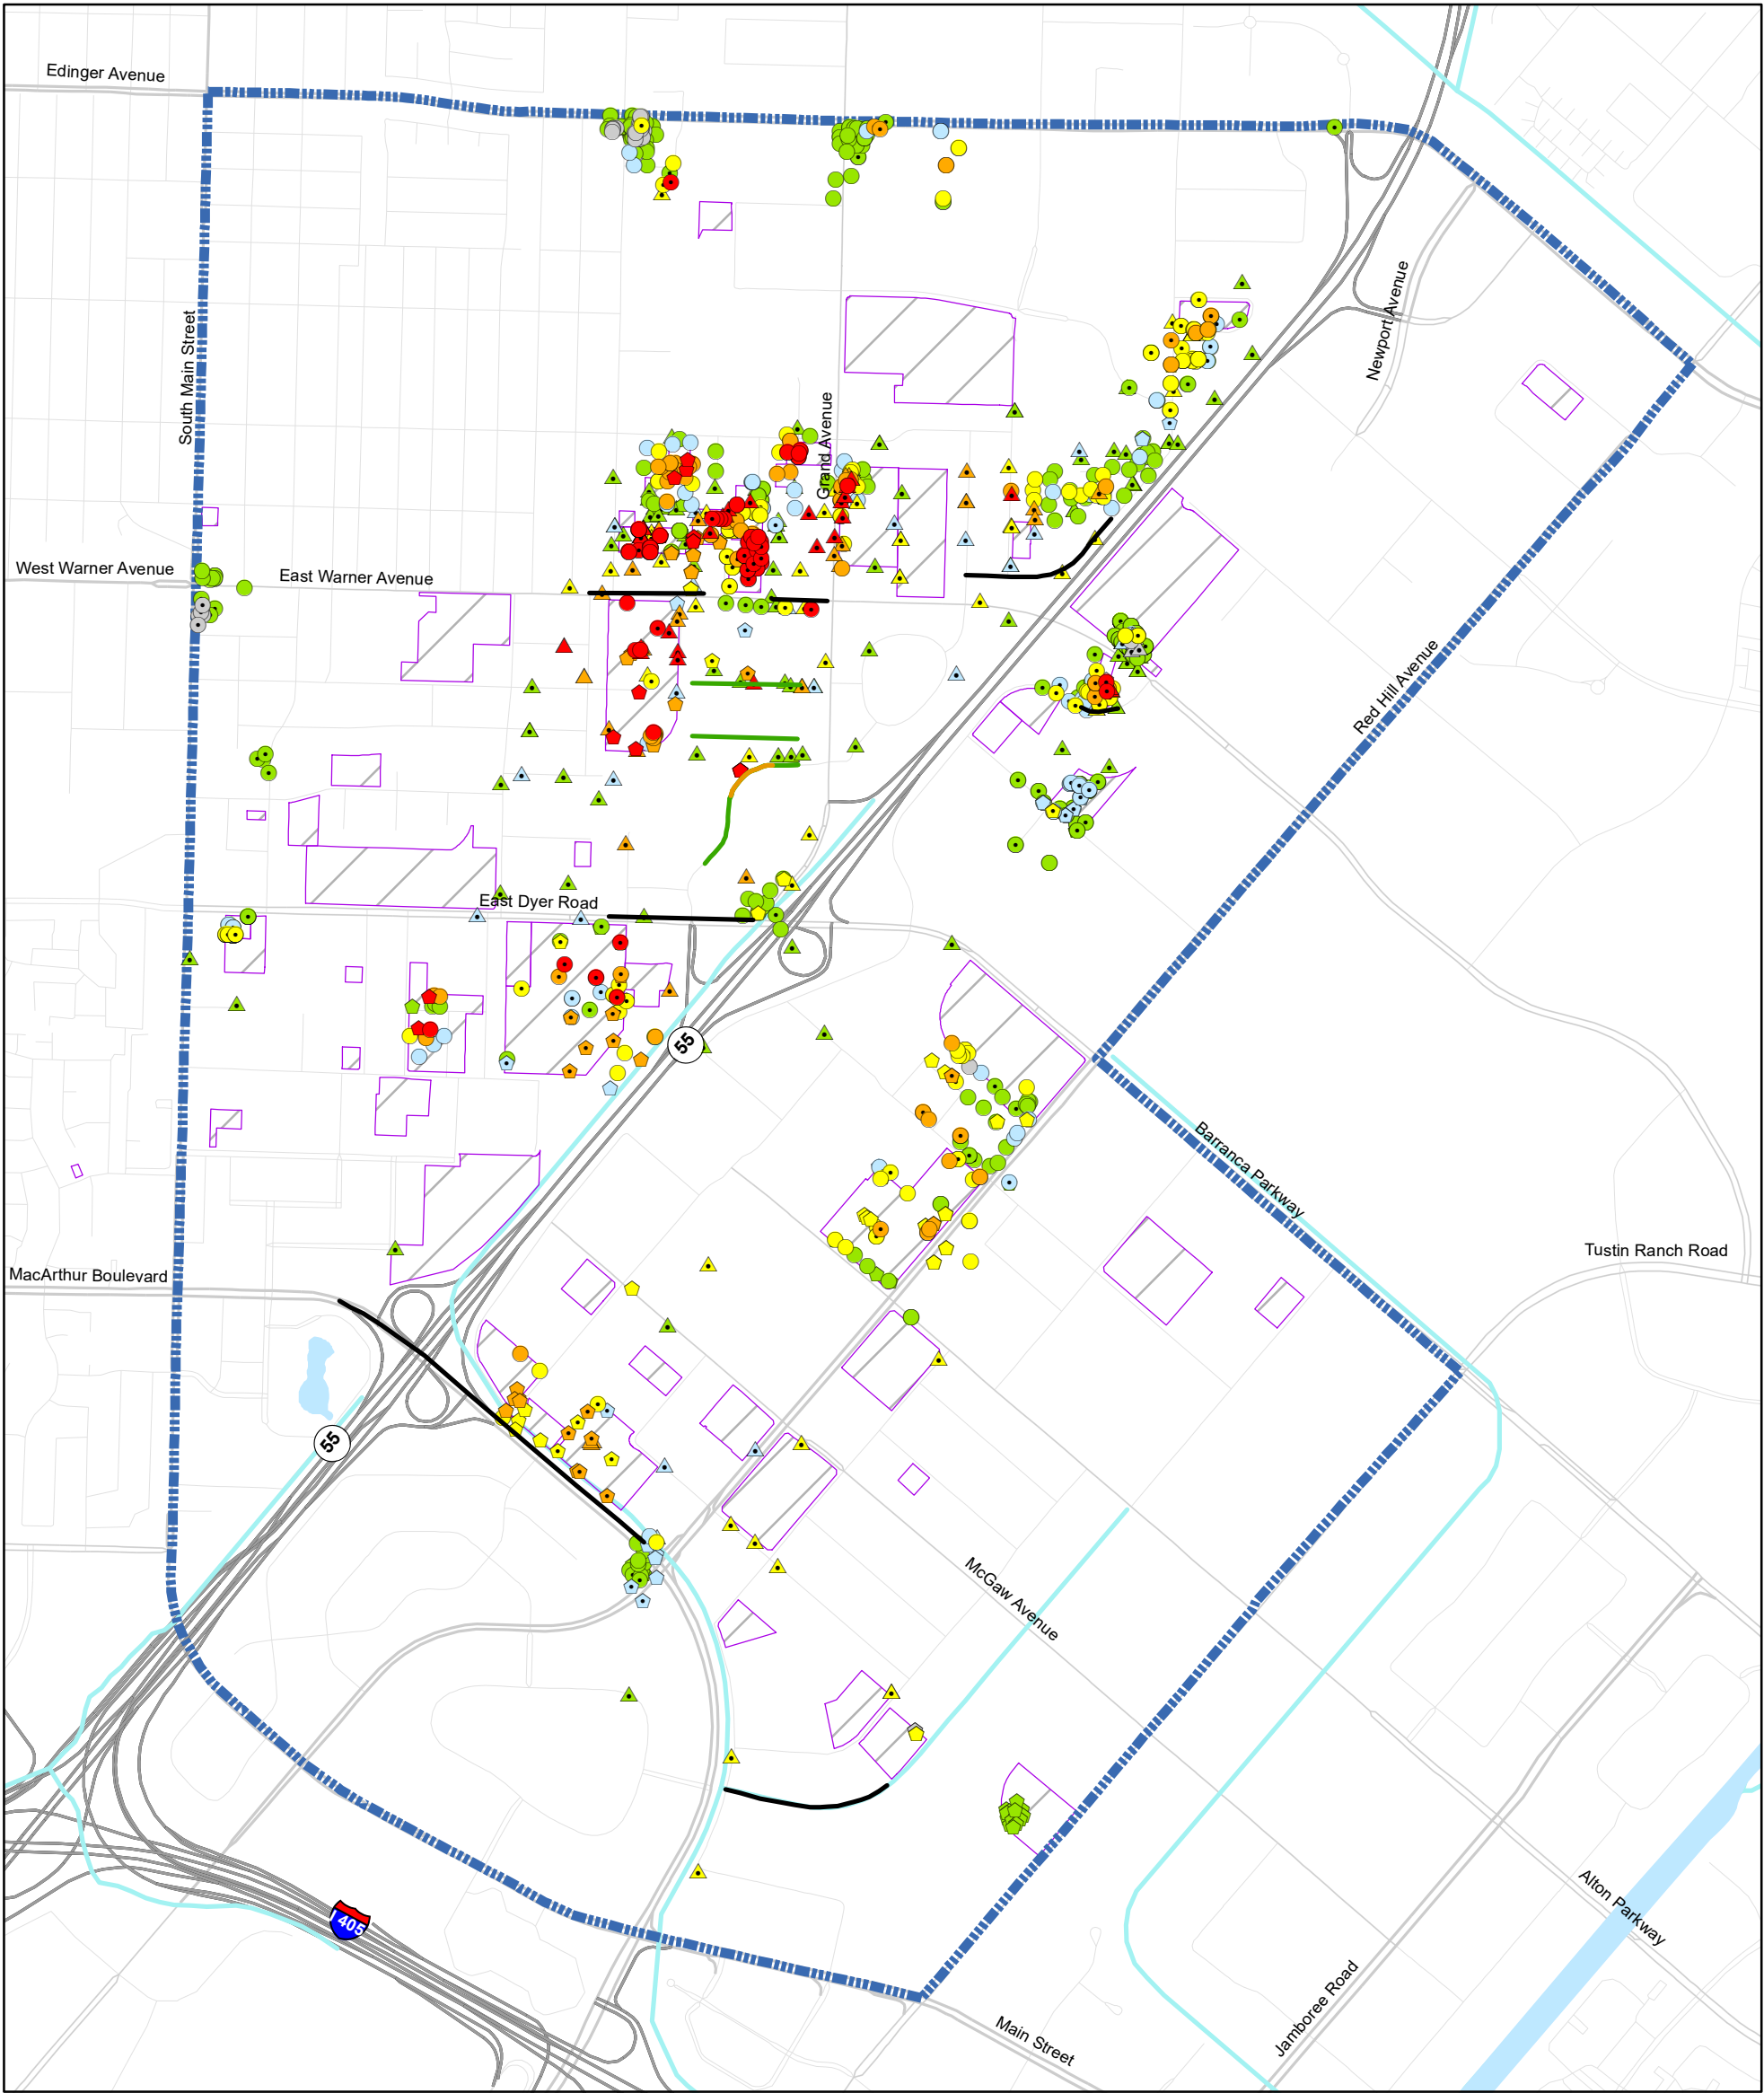 Edinger Avenue
Newport Avenue
South Main Street
Grand Avenue
West Warner Avenue
East Warner Avenue
Red Hill Avenue
East Dyer Road
55
Barranca Parkway
Tustin Ranch Road
MacArthur Boulevard
55
McGaw Avenue
Alton Parkway
I 405
Jamboree Road
Main Street